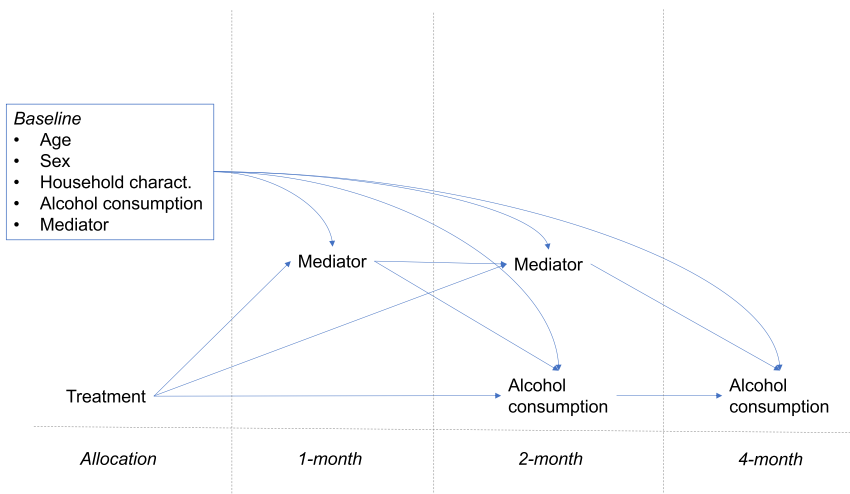 Baseline
• Age
• Sex
• Household charact.
• Alcohol consumption
• Mediator
Mediator
Mediator
Treatment
Alcohol
consumption
Alcohol
consumption
Allocation
1-month
2-month
4-month